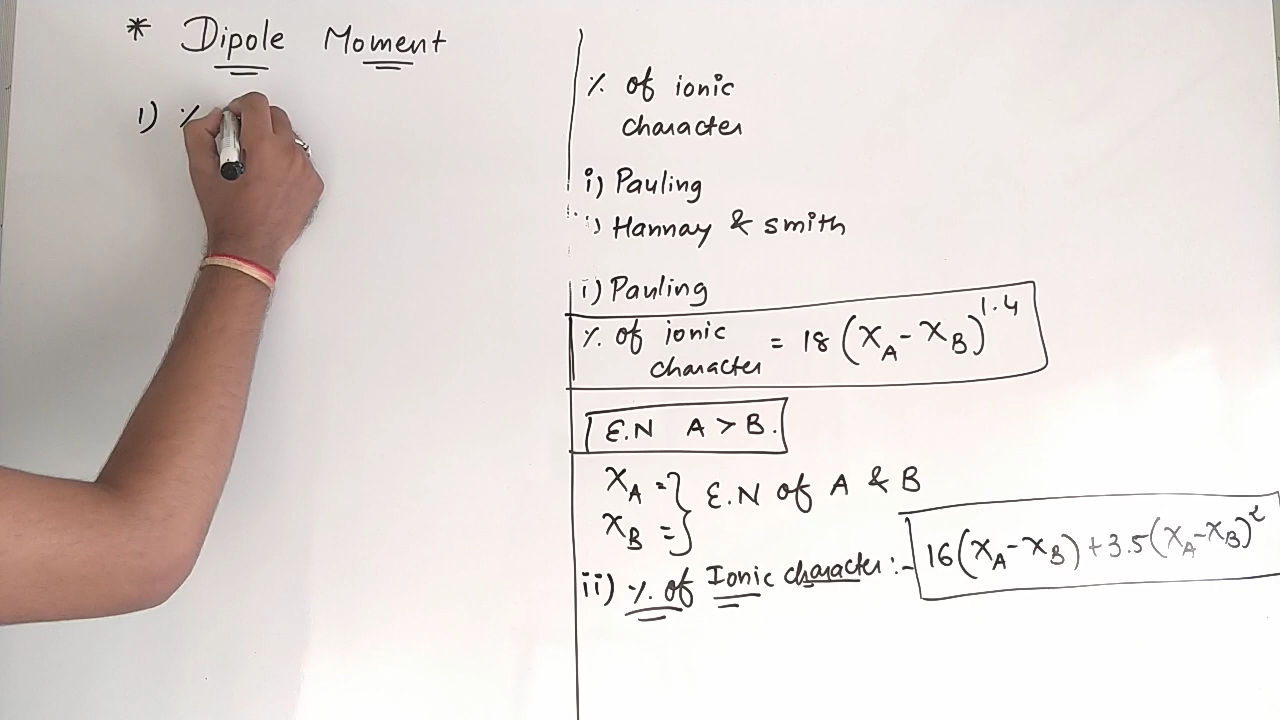 * Dipole Moment
1) %
% of ionic
character
i) Pauling
ii) Hannay & smith
i) Pauling
% of ionic character = 18 (X_A - X_B)^1.4
E.N A > B.
X_A = } E.N of A & B
X_B = }
ii) % of Ionic character :- 16(X_A - X_B) + 3.5(X_A - X_B)^2